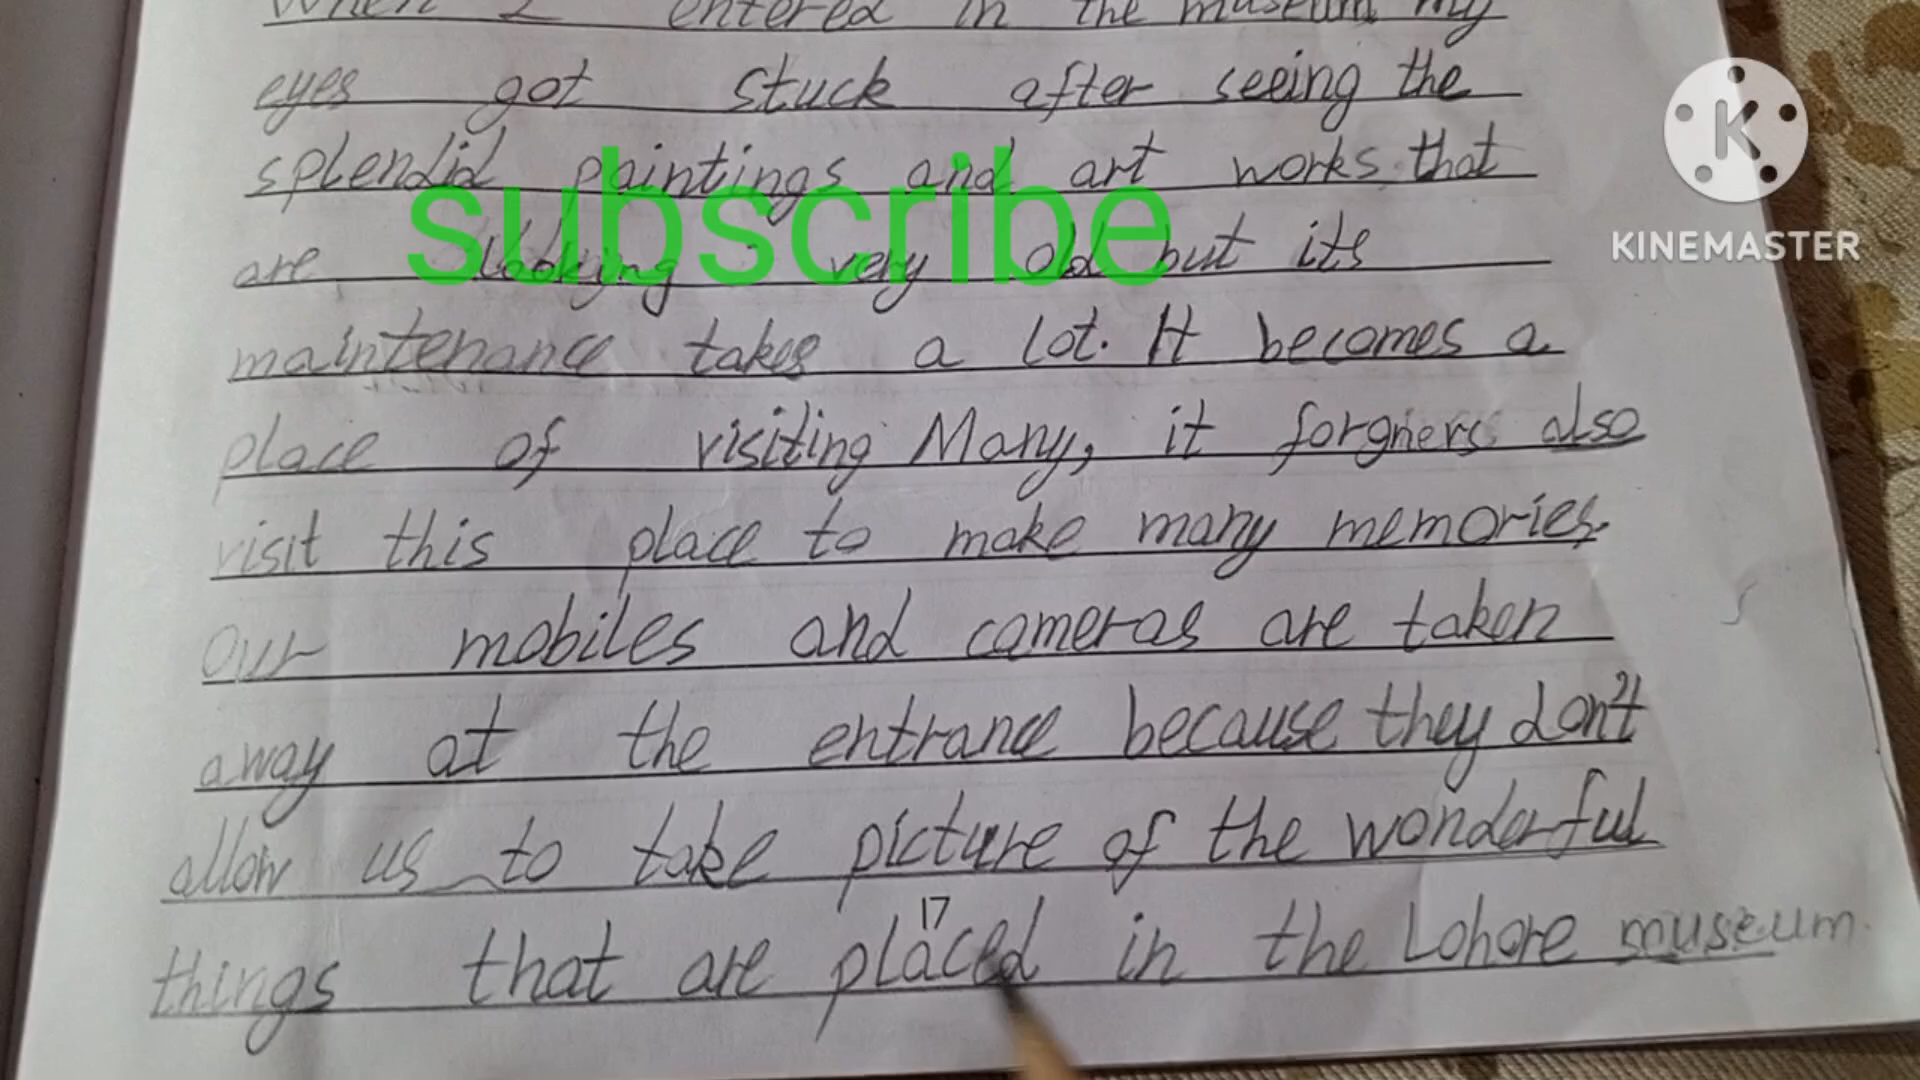 When I entered in the museum my
eyes got stuck after seeing the
splendid paintings and art works that
are looking very old but its
maintenance takes a lot. It becomes a
place of visiting Many, it forgners also
visit this place to make many memories.
our mobiles and cameras are taken
away at the entrance because they don't
allow us to take picture of the wonderful
things that are placed in the Lahore museum.
17
subscribe
K
KINEMASTER